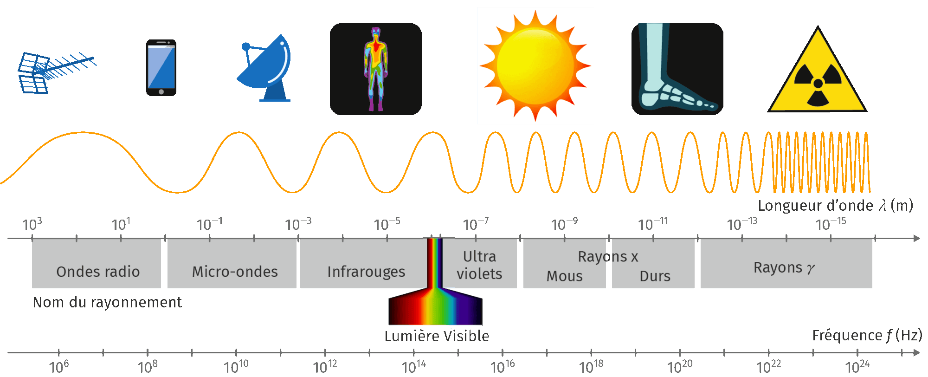 Longueur d'onde λ (m)
10³ 10¹ 10⁻¹ 10⁻³ 10⁻⁵ 10⁻⁷ 10⁻⁹ 10⁻¹¹ 10⁻¹³ 10⁻¹⁵
Ondes radio
Micro-ondes
Infrarouges
Ultra
violets
Rayons x
Mous
Durs
Rayons γ
Nom du rayonnement
Lumière Visible
Fréquence f (Hz)
10⁶ 10⁸ 10¹⁰ 10¹² 10¹⁴ 10¹⁶ 10¹⁸ 10²⁰ 10²² 10²⁴